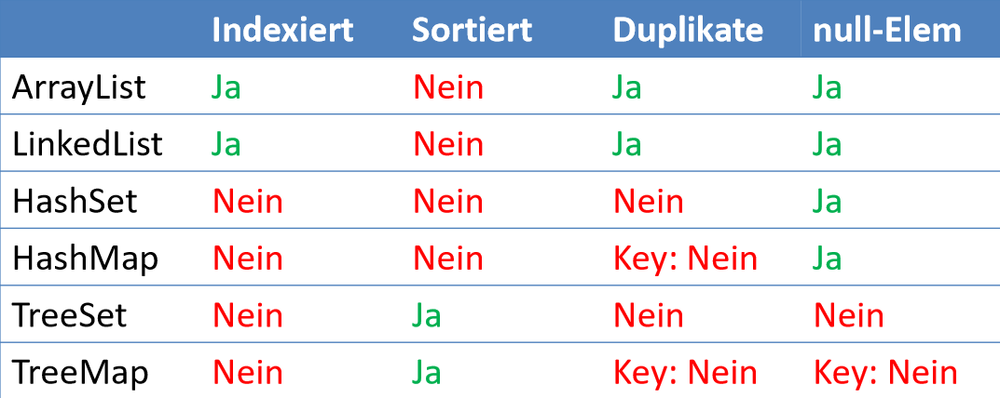 Indexiert Sortiert Duplikate null-Elem
ArrayList Ja Nein Ja Ja
LinkedList Ja Nein Ja Ja
HashSet Nein Nein Nein Ja
HashMap Nein Nein Key: Nein Ja
TreeSet Nein Ja Nein Nein
TreeMap Nein Ja Key: Nein Key: Nein